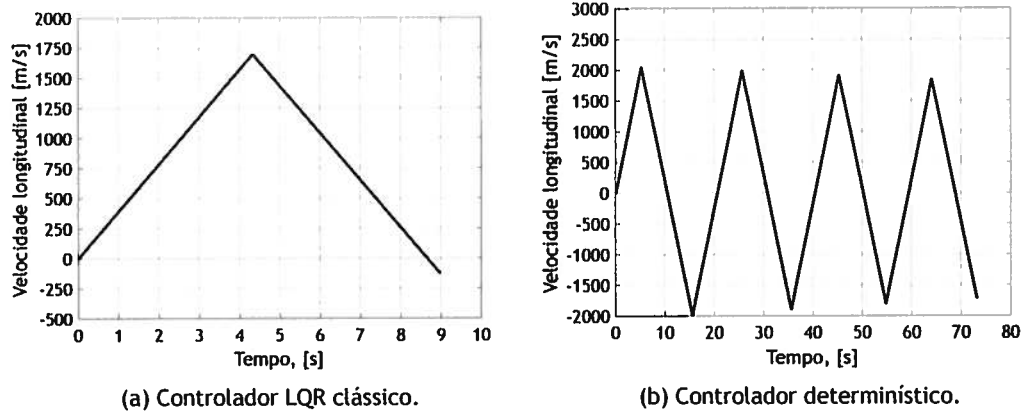 2000
1750
1500
1250
1000
750
500
250
0
-250
-500
Velocidade longitudinal [m/s]
0 1 2 3 4 5 6 7 8 9 10
Tempo, [s]
(a) Controlador LQR clássico.
3000
2500
2000
1500
1000
500
0
-500
-1000
-1500
-2000
Velocidade longitudinal [m/s]
0 10 20 30 40 50 60 70 80
Tempo, [s]
(b) Controlador determinístico.